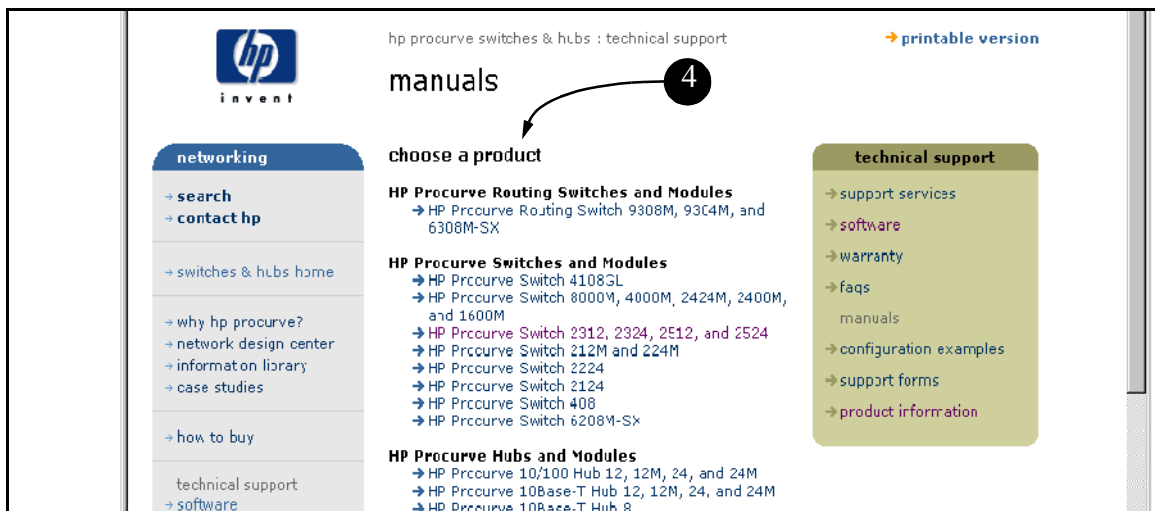 hp
invent
hp procurve switches & hubs : technical support
printable version
manuals
4
networking
search
contact hp
switches & hubs home
why hp procurve?
network design center
information library
case studies
how to buy
technical support
software
choose a product
HP Procurve Routing Switches and Modules
HP Procurve Routing Switch 9308M, 9304M, and
6308M-SX
HP Procurve Switches and Modules
HP Procurve Switch 4108GL
HP Procurve Switch 8000M, 4000M, 2424M, 2400M,
and 1600M
HP Procurve Switch 2312, 2324, 2512, and 2524
HP Procurve Switch 212M and 224M
HP Procurve Switch 2224
HP Procurve Switch 2124
HP Procurve Switch 408
HP Procurve Switch 6208M-SX
HP Procurve Hubs and Modules
HP Procurve 10/100 Hub 12, 12M, 24, and 24M
HP Procurve 10Base-T Hub 12, 12M, 24, and 24M
HP Procurve 10Base-T Hub 8
technical support
support services
software
warranty
faqs
manuals
configuration examples
support forms
product information